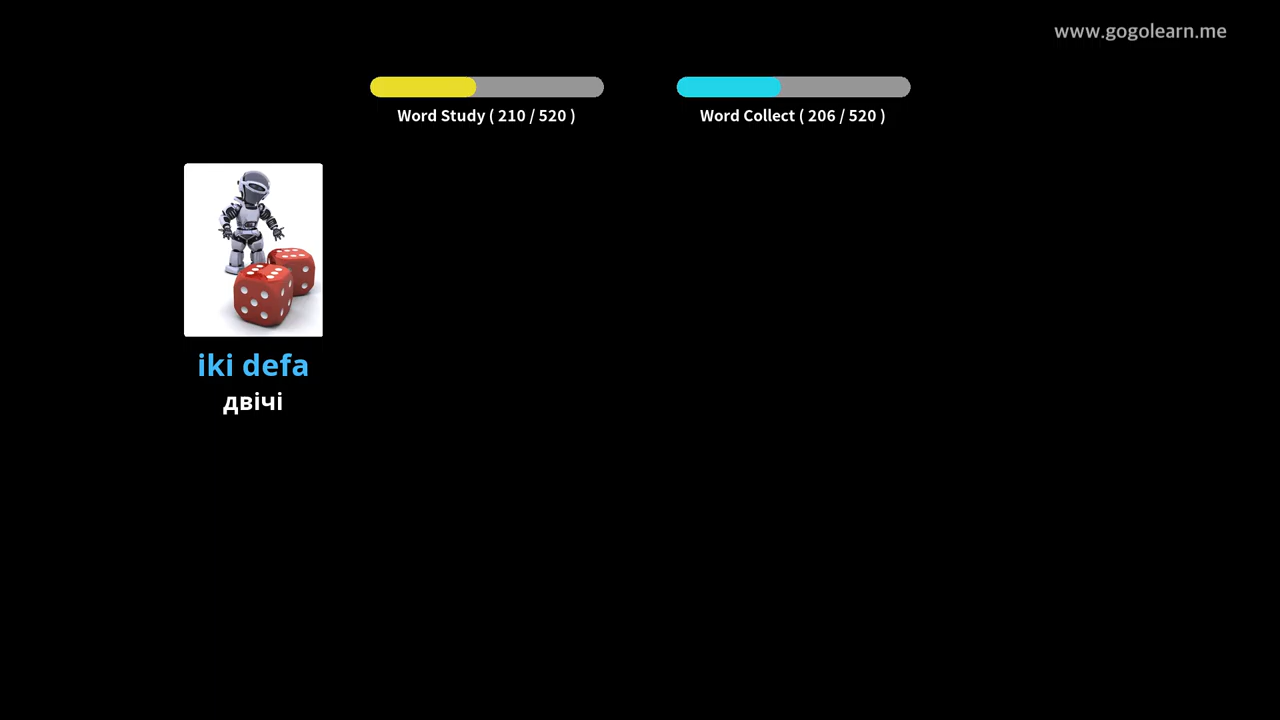 www.gogolearn.me
Word Study ( 210 / 520 )
Word Collect ( 206 / 520 )
iki defa
двічі